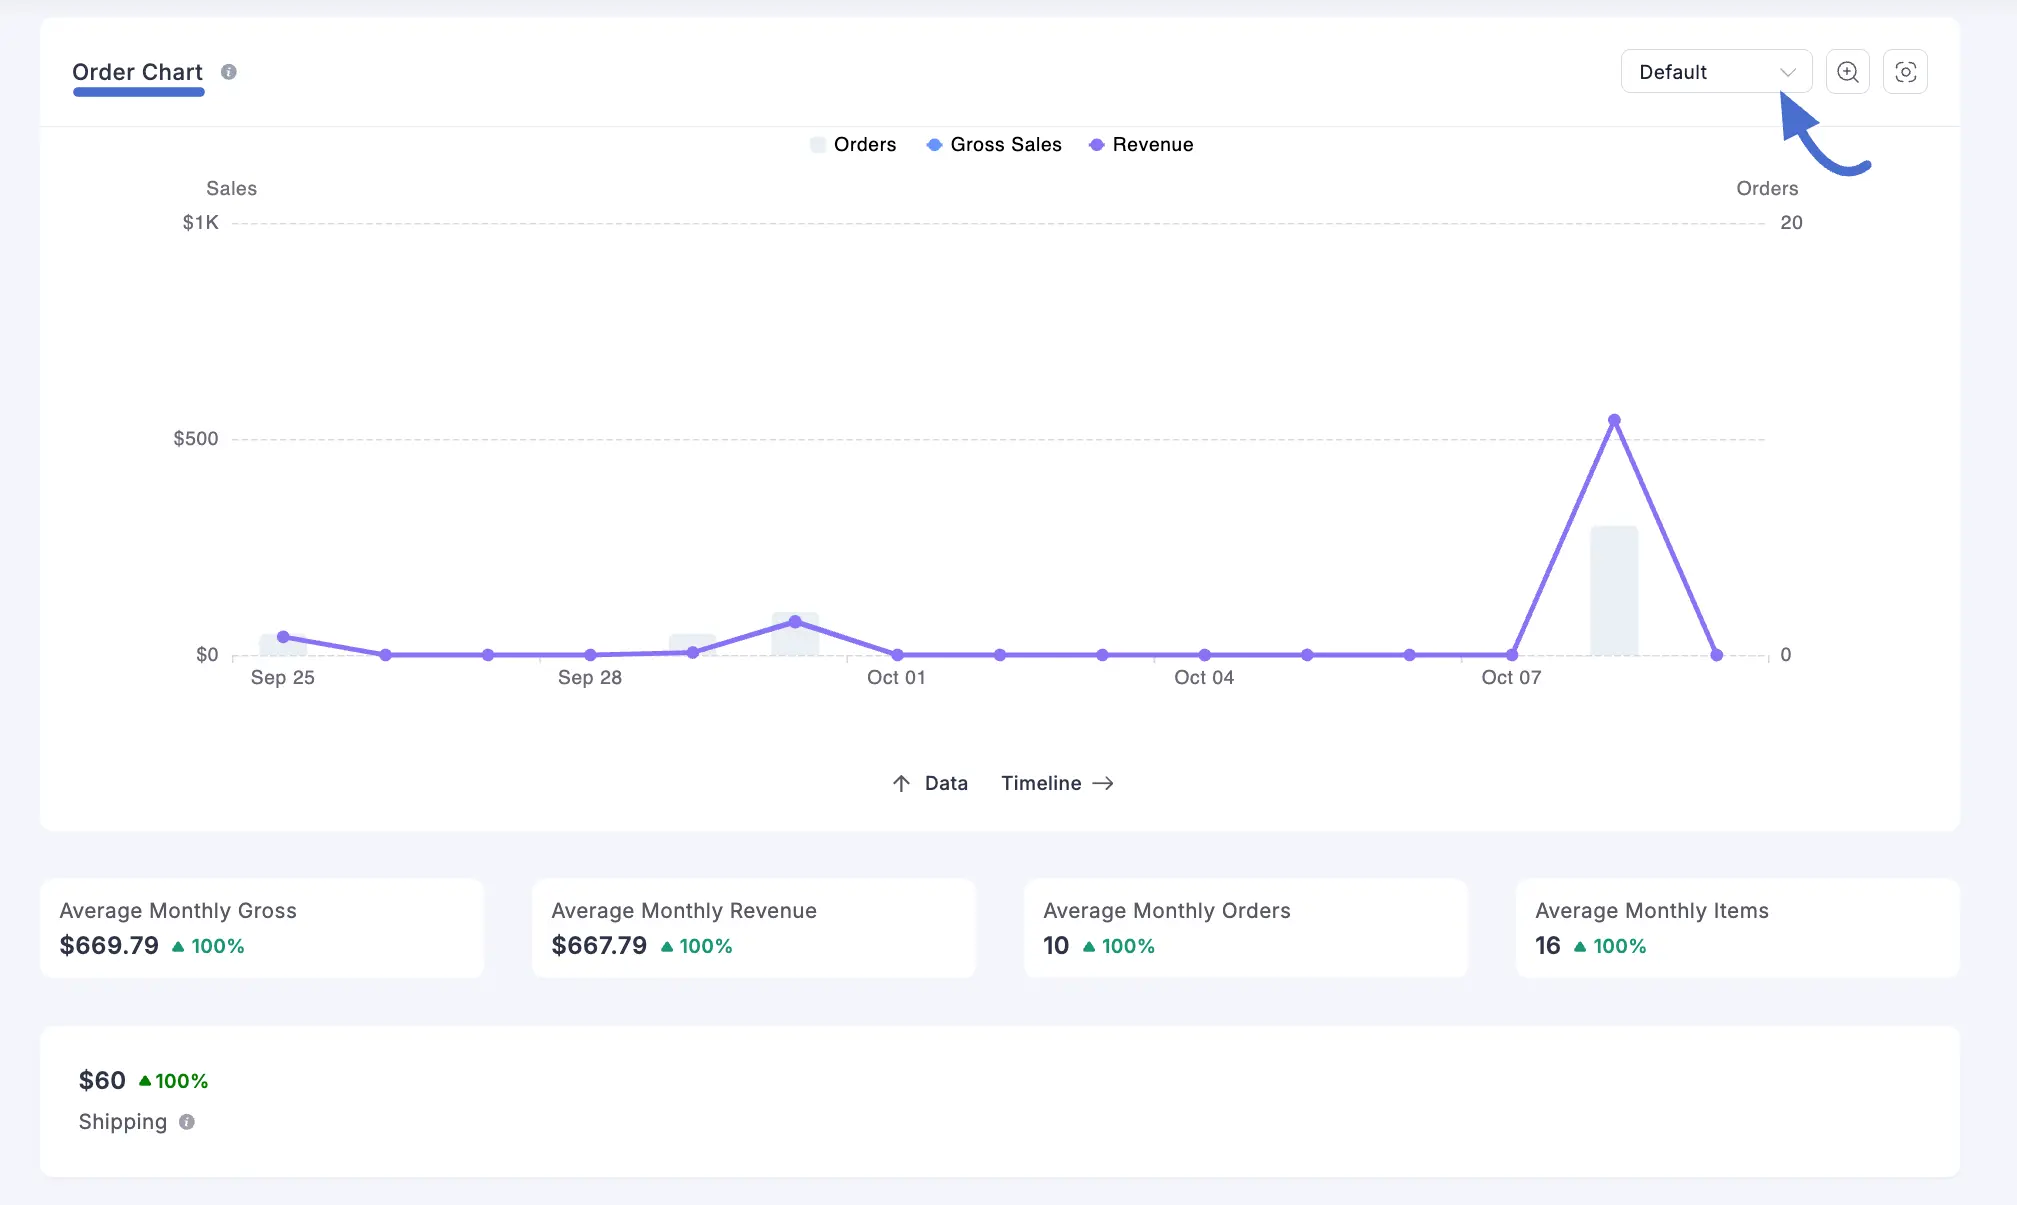 Order Chart
Default
Orders Gross Sales Revenue
Sales Orders
$1K 20
$500
$0 0
Sep 25 Sep 28 Oct 01 Oct 04 Oct 07
Data Timeline
Average Monthly Gross
$669.79 100%
Average Monthly Revenue
$667.79 100%
Average Monthly Orders
10 100%
Average Monthly Items
16 100%
$60 100%
Shipping